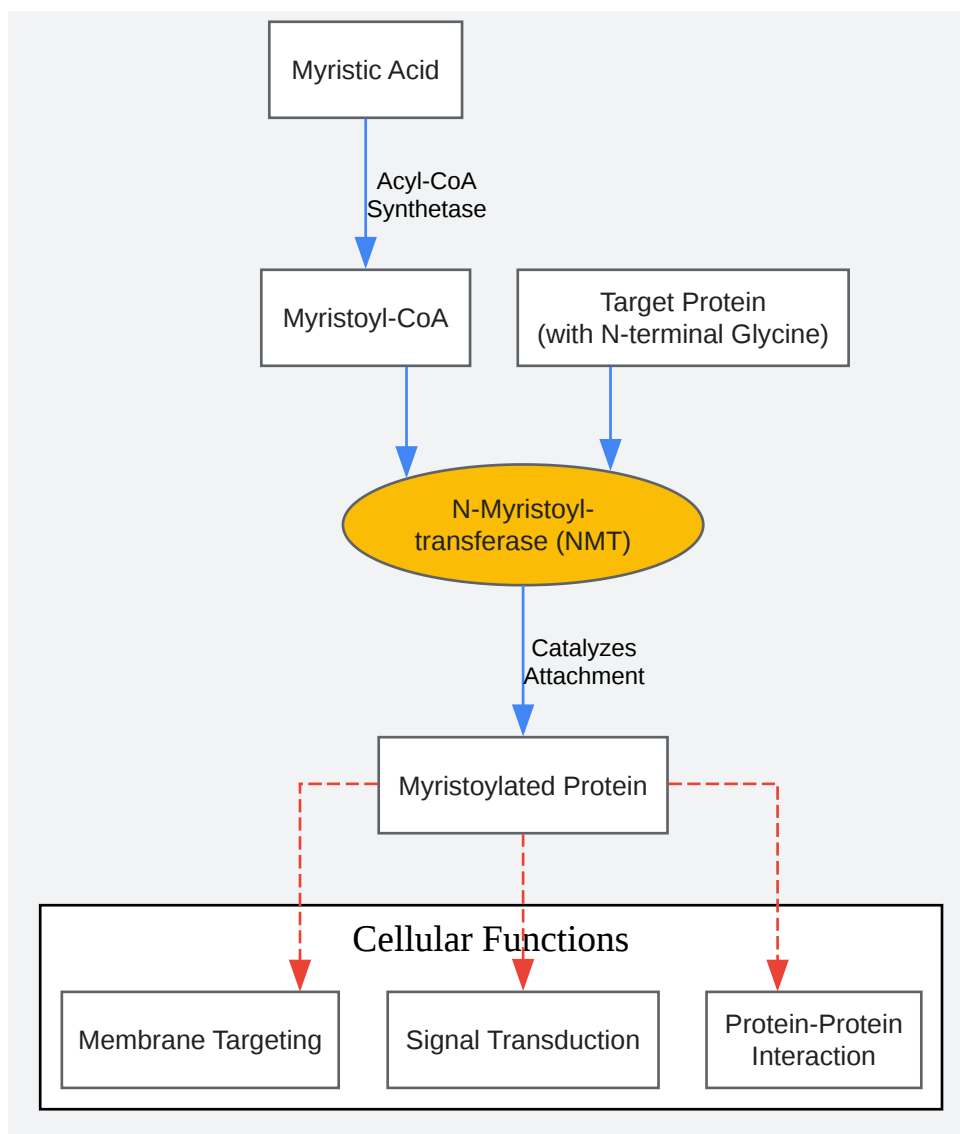 Myristic Acid
Acyl-CoA
Synthetase
Myristoyl-CoA
Target Protein
(with N-terminal Glycine)
N-Myristoyl-
transferase (NMT)
Catalyzes
Attachment
Myristoylated Protein
Cellular Functions
Membrane Targeting
Signal Transduction
Protein-Protein
Interaction